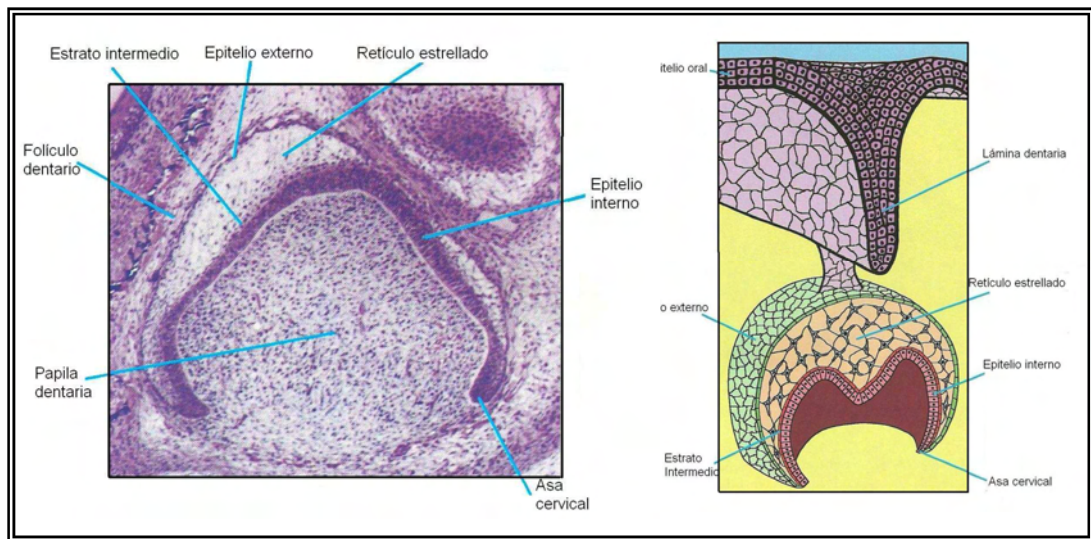 Estrato intermedio
Epitelio externo
Retículo estrellado
Folículo
dentario
Epitelio
interno
Papila
dentaria
Asa
cervical
itelio oral
Lámina dentaria
Retículo estrellado
o externo
Epitelio interno
Estrato
Intermedio
Asa cervical